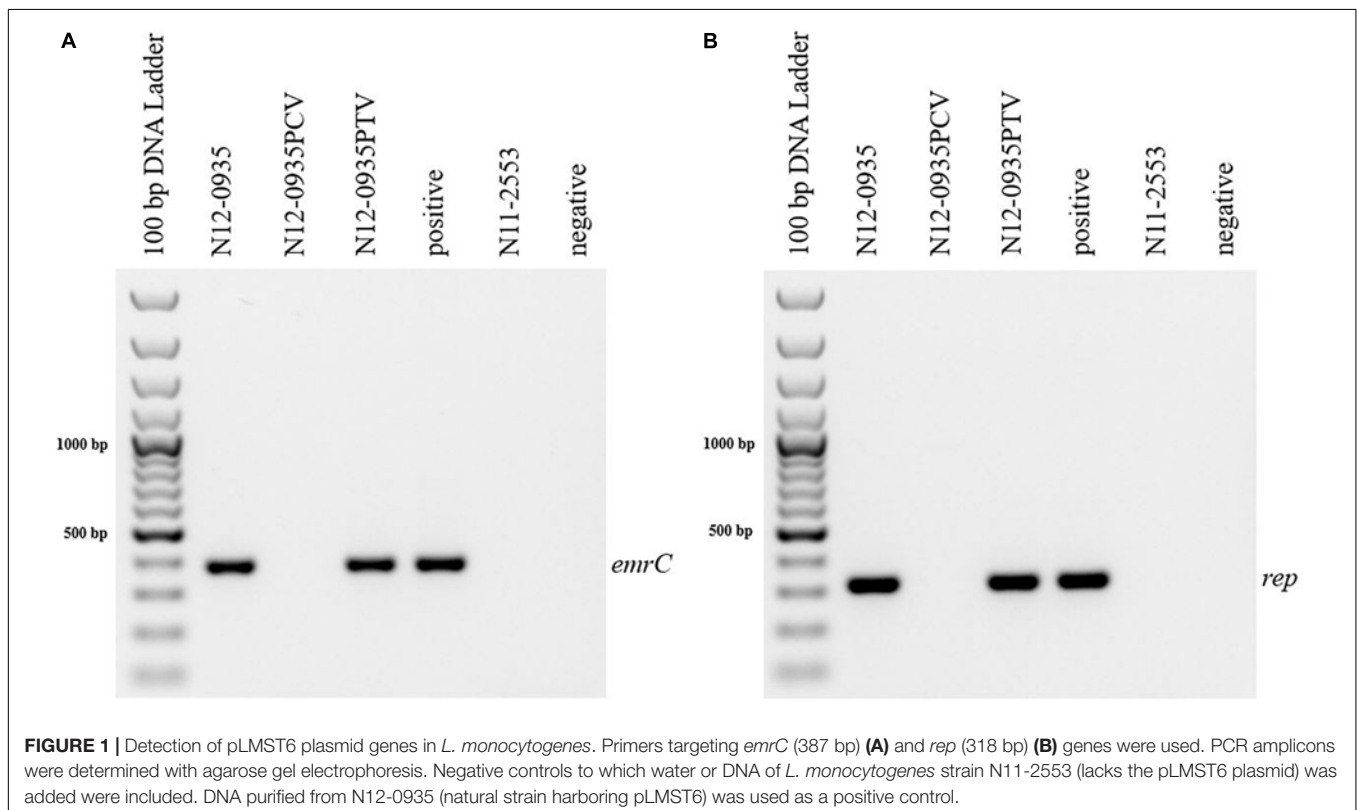 A
100 bp DNA Ladder
N12-0935
N12-0935PCV
N12-0935PTV
positive
N11-2553
negative
1000 bp
500 bp
emrC
B
100 bp DNA Ladder
N12-0935
N12-0935PCV
N12-0935PTV
positive
N11-2553
negative
1000 bp
500 bp
rep
FIGURE 1 | Detection of pLMST6 plasmid genes in L. monocytogenes. Primers targeting emrC (387 bp) (A) and rep (318 bp) (B) genes were used. PCR amplicons
were determined with agarose gel electrophoresis. Negative controls to which water or DNA of L. monocytogenes strain N11-2553 (lacks the pLMST6 plasmid) was
added were included. DNA purified from N12-0935 (natural strain harboring pLMST6) was used as a positive control.